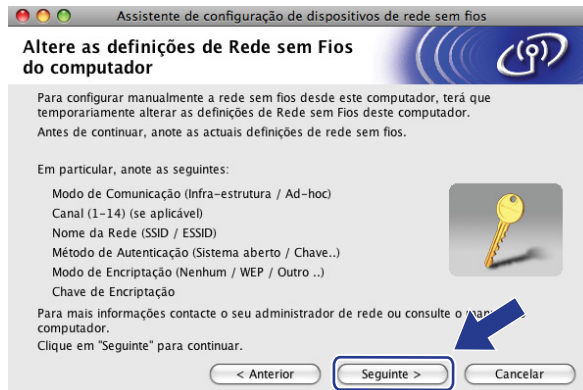 Assistente de configuração de dispositivos de rede sem fios
Altere as definições de Rede sem Fios
do computador
Para configurar manualmente a rede sem fios desde este computador, terá que
temporariamente alterar as definições de Rede sem Fios deste computador.
Antes de continuar, anote as actuais definições de rede sem fios.
Em particular, anote as seguintes:
Modo de Comunicação (Infra-estrutura / Ad-hoc)
Canal (1-14) (se aplicável)
Nome da Rede (SSID / ESSID)
Método de Autenticação (Sistema aberto / Chave..)
Modo de Encriptação (Nenhum / WEP / Outro ..)
Chave de Encriptação
Para mais informações contacte o seu administrador de rede ou consulte o
computador.
Clique em "Seguinte" para continuar.
< Anterior Seguinte > Cancelar